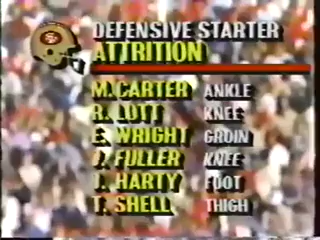 DEFENSIVE STARTER
ATTRITION
M. CARTER ANKLE
R. LOTT KNEE
E. WRIGHT GROIN
J. FULLER KNEE
J. HARTY FOOT
T. SHELL THIGH